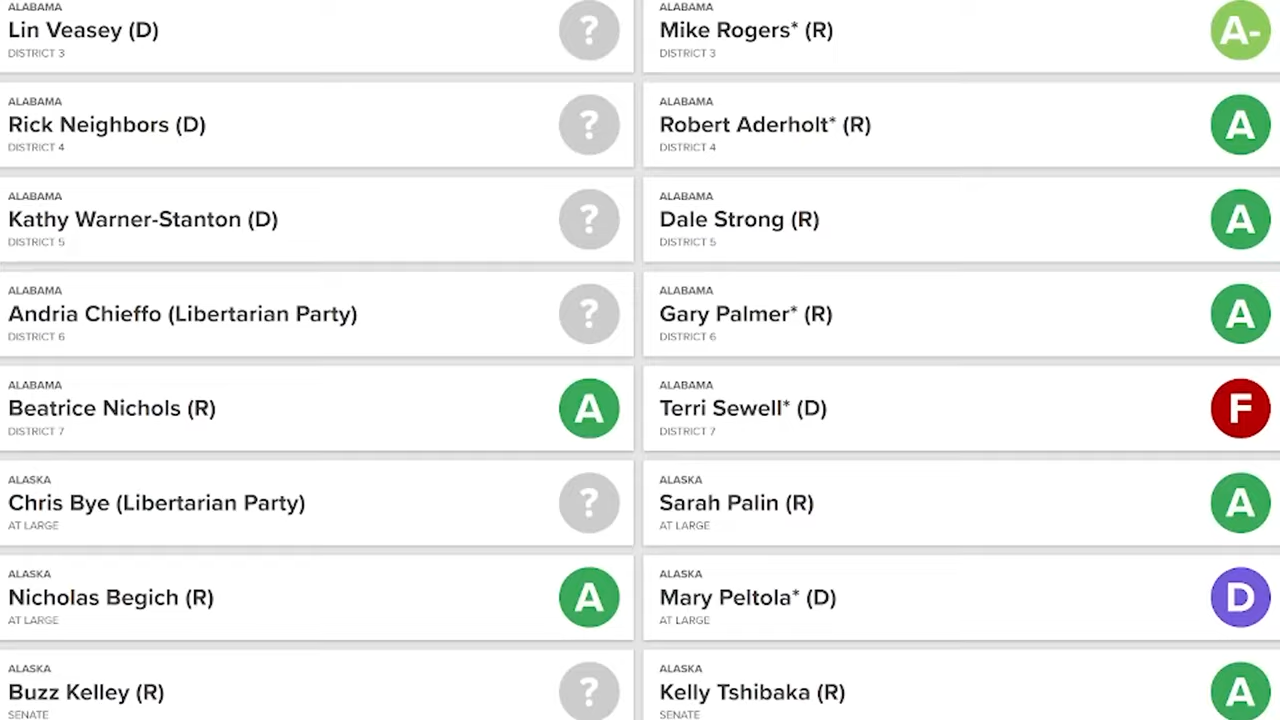 ALABAMA
Lin Veasey (D)
DISTRICT 3
?
ALABAMA
Mike Rogers* (R)
DISTRICT 3
A-
ALABAMA
Rick Neighbors (D)
DISTRICT 4
?
ALABAMA
Robert Aderholt* (R)
DISTRICT 4
A
ALABAMA
Kathy Warner-Stanton (D)
DISTRICT 5
?
ALABAMA
Dale Strong (R)
DISTRICT 5
A
ALABAMA
Andria Chieffo (Libertarian Party)
DISTRICT 6
?
ALABAMA
Gary Palmer* (R)
DISTRICT 6
A
ALABAMA
Beatrice Nichols (R)
DISTRICT 7
A
ALABAMA
Terri Sewell* (D)
DISTRICT 7
F
ALASKA
Chris Bye (Libertarian Party)
AT LARGE
?
ALASKA
Sarah Palin (R)
AT LARGE
A
ALASKA
Nicholas Begich (R)
AT LARGE
A
ALASKA
Mary Peltola* (D)
AT LARGE
D
ALASKA
Buzz Kelley (R)
SENATE
?
ALASKA
Kelly Tshibaka (R)
SENATE
A